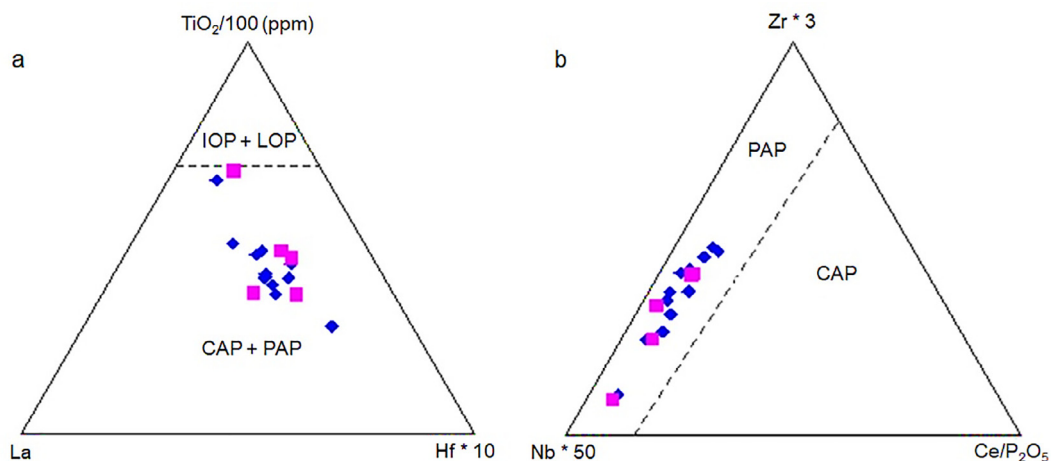 TiO₂/100 (ppm)
a
IOP + LOP
CAP + PAP
La
Hf * 10
Zr * 3
b
PAP
CAP
Nb * 50
Ce/P₂O₅